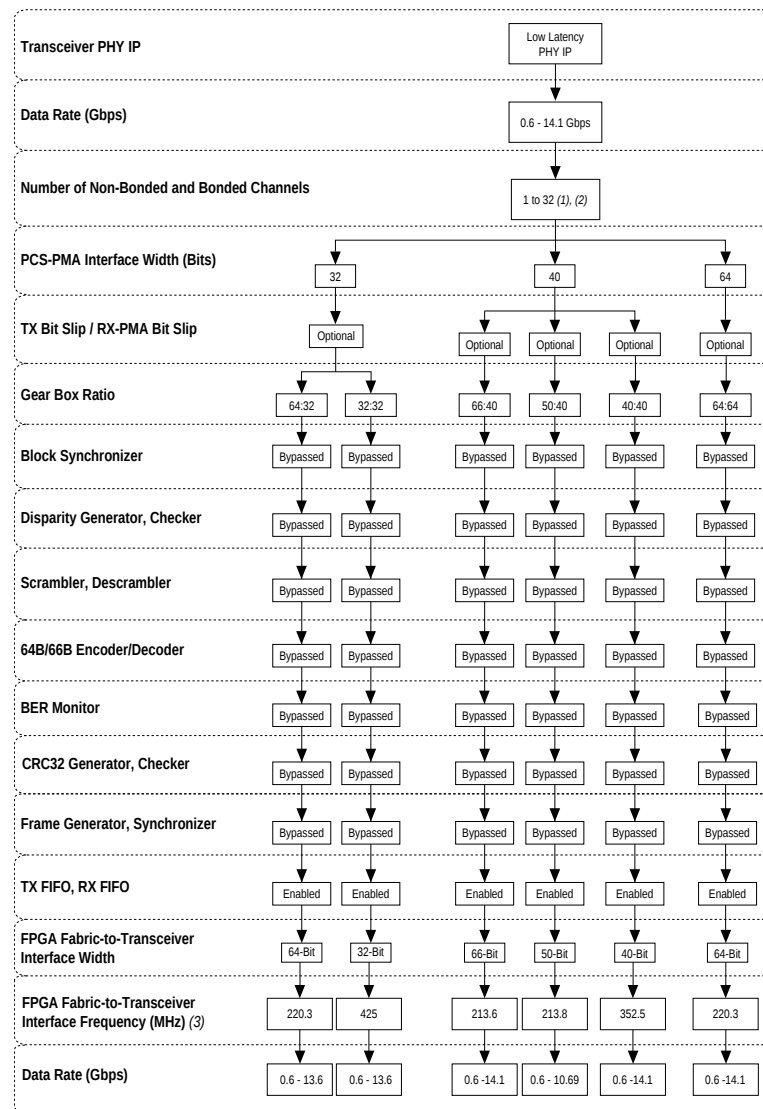 Transceiver PHY IP
Low Latency
PHY IP
Data Rate (Gbps)
0.6 - 14.1 Gbps
Number of Non-Bonded and Bonded Channels
1 to 32 (1), (2)
PCS-PMA Interface Width (Bits)
32
40
64
TX Bit Slip / RX-PMA Bit Slip
Optional
Optional
Optional
Optional
Optional
Gear Box Ratio
64:32
32:32
66:40
50:40
40:40
64:64
Block Synchronizer
Bypassed
Bypassed
Bypassed
Bypassed
Bypassed
Bypassed
Disparity Generator, Checker
Bypassed
Bypassed
Bypassed
Bypassed
Bypassed
Bypassed
Scrambler, Descrambler
Bypassed
Bypassed
Bypassed
Bypassed
Bypassed
Bypassed
64B/66B Encoder/Decoder
Bypassed
Bypassed
Bypassed
Bypassed
Bypassed
Bypassed
BER Monitor
Bypassed
Bypassed
Bypassed
Bypassed
Bypassed
Bypassed
CRC32 Generator, Checker
Bypassed
Bypassed
Bypassed
Bypassed
Bypassed
Bypassed
Frame Generator, Synchronizer
Bypassed
Bypassed
Bypassed
Bypassed
Bypassed
Bypassed
TX FIFO, RX FIFO
Enabled
Enabled
Enabled
Enabled
Enabled
Enabled
FPGA Fabric-to-Transceiver
Interface Width
64-Bit
32-Bit
66-Bit
50-Bit
40-Bit
64-Bit
FPGA Fabric-to-Transceiver
Interface Frequency (MHz) (3)
220.3
425
213.6
213.8
352.5
220.3
Data Rate (Gbps)
0.6 - 13.6
0.6 - 13.6
0.6 -14.1
0.6 - 10.69
0.6 -14.1
0.6 -14.1